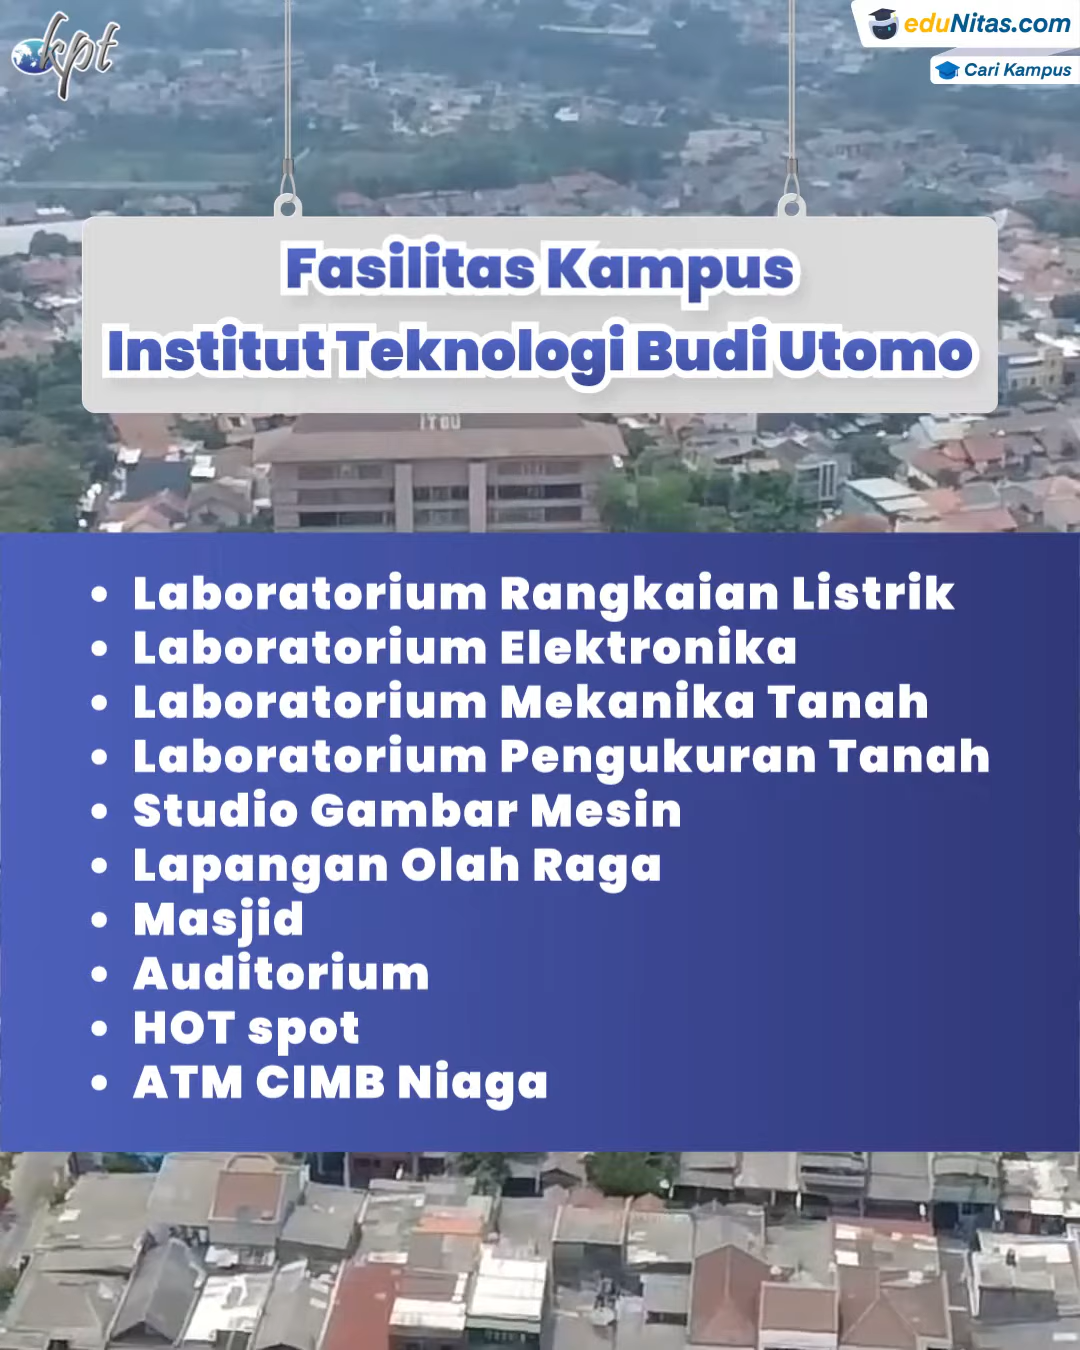 kpt
eduNitas.com
Cari Kampus
Fasilitas Kampus
Institut Teknologi Budi Utomo
ITBU
• Laboratorium Rangkaian Listrik
• Laboratorium Elektronika
• Laboratorium Mekanika Tanah
• Laboratorium Pengukuran Tanah
• Studio Gambar Mesin
• Lapangan Olah Raga
• Masjid
• Auditorium
• HOT spot
• ATM CIMB Niaga